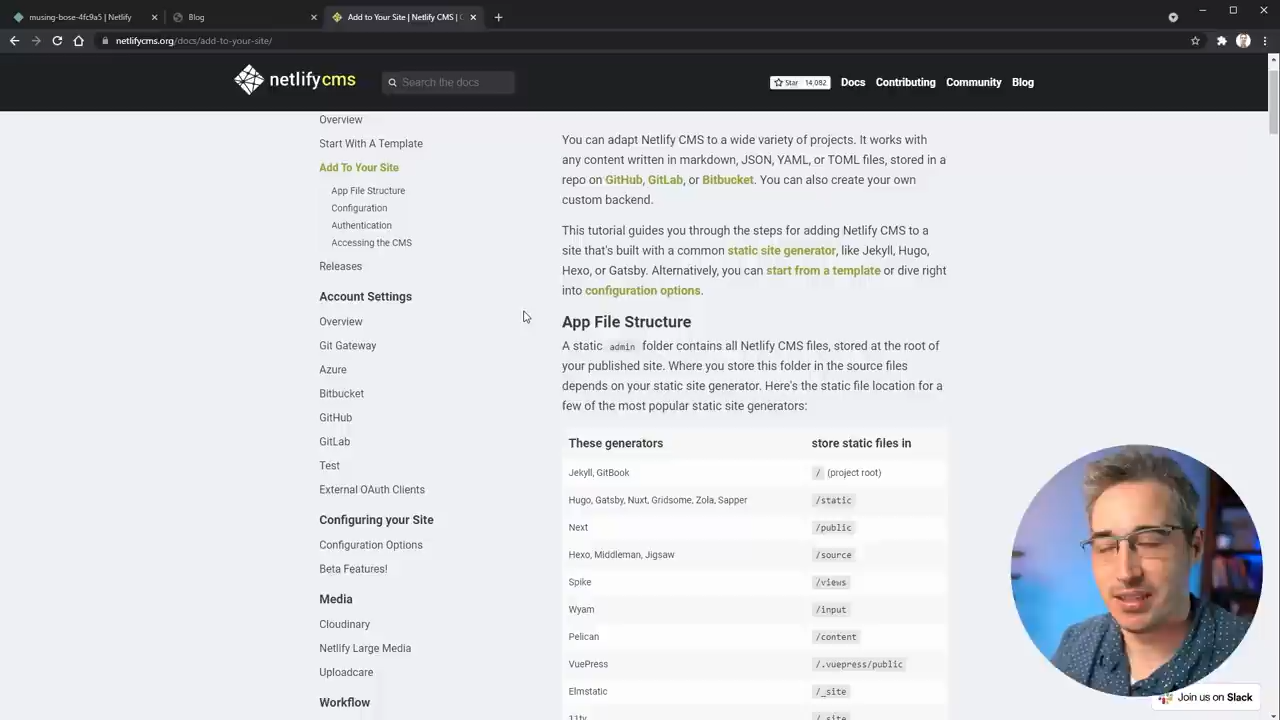 musing-bose-4fc9a5 | Netlify
Blog
Add to Your Site | Netlify CMS |
netlifycms.org/docs/add-to-your-site/
netlifycms
Search the docs
Star 14,082
Docs
Contributing
Community
Blog
Overview
Start With A Template
Add To Your Site
App File Structure
Configuration
Authentication
Accessing the CMS
Releases
Account Settings
Overview
Git Gateway
Azure
Bitbucket
GitHub
GitLab
Test
External OAuth Clients
Configuring your Site
Configuration Options
Beta Features!
Media
Cloudinary
Netlify Large Media
Uploadcare
Workflow
You can adapt Netlify CMS to a wide variety of projects. It works with
any content written in markdown, JSON, YAML, or TOML files, stored in a
repo on GitHub, GitLab, or Bitbucket. You can also create your own
custom backend.
This tutorial guides you through the steps for adding Netlify CMS to a
site that's built with a common static site generator, like Jekyll, Hugo,
Hexo, or Gatsby. Alternatively, you can start from a template or dive right
into configuration options.
App File Structure
A static admin folder contains all Netlify CMS files, stored at the root of
your published site. Where you store this folder in the source files
depends on your static site generator. Here's the static file location for a
few of the most popular static site generators:
These generators store static files in
Jekyll, GitBook / (project root)
Hugo, Gatsby, Nuxt, Gridsome, Zola, Sapper /static
Next /public
Hexo, Middleman, Jigsaw /source
Spike /views
Wyam /input
Pelican /content
VuePress /.vuepress/public
Elmstatic /_site
11ty /_site
Join us on Slack